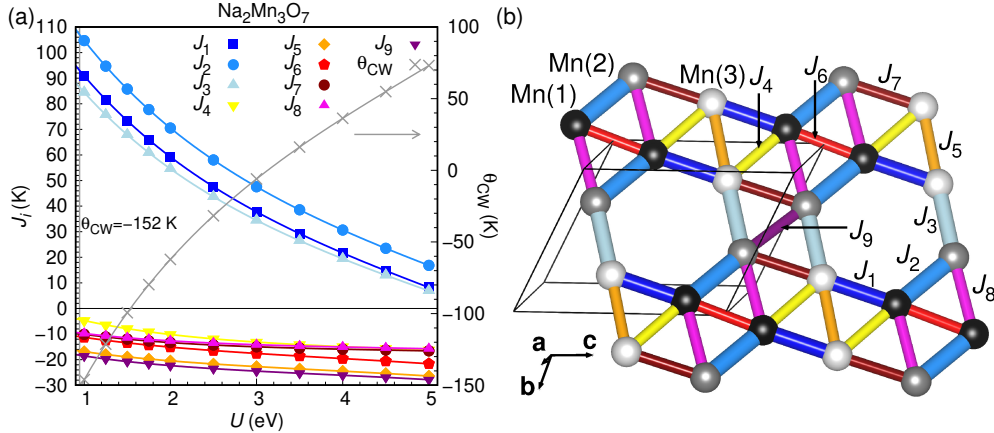 (a)
Na₂Mn₃O₇
J₁
J₂
J₃
J₄
J₅
J₆
J₇
J₈
J₉
θCW
θCW=−152 K
Jᵢ (K)
110
100
90
80
70
60
50
40
30
20
10
0
−10
−20
−30
1
2
3
4
5
U (eV)
100
50
0
−50
−100
−150
θCW (K)
(b)
Mn(2)
Mn(3)
J₄
J₆
J₇
Mn(1)
J₅
J₃
J₉
J₁
J₂
J₈
a
c
b